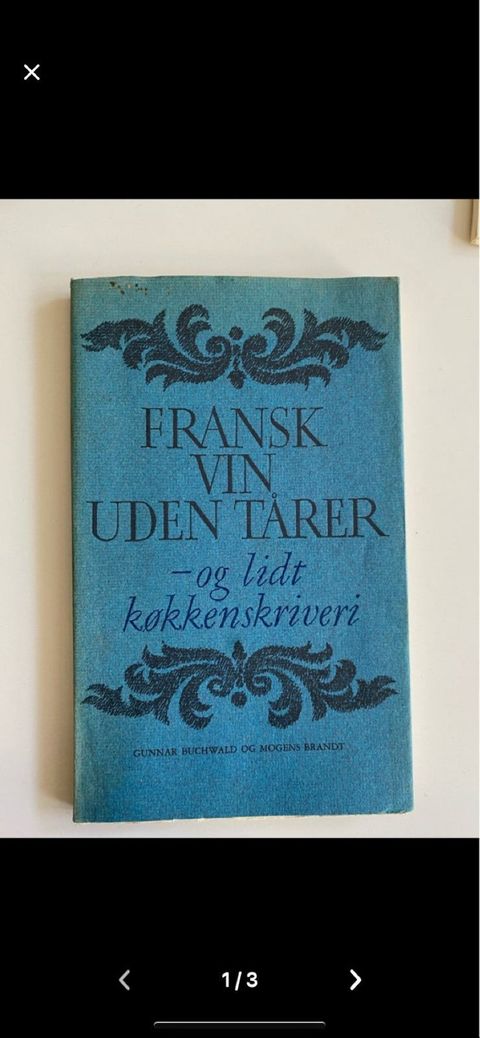 FRANSK
VIN
UDEN TÅRER
– og lidt
køkkenskriveri
GUNNAR BUCHWALD OG MOGENS BRANDT
1/3